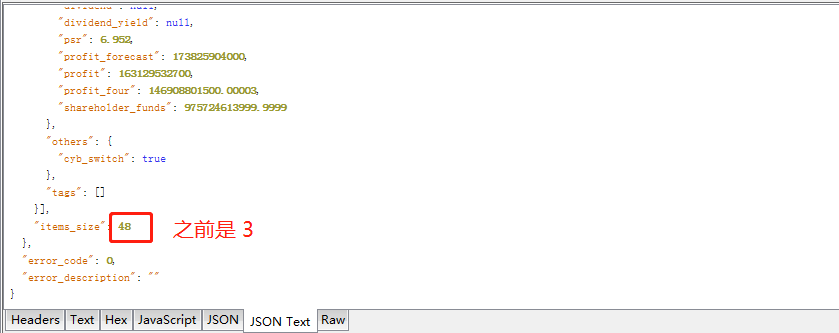 "dividend": null,
"dividend_yield": null,
"psr": 6.952,
"profit_forecast": 173825904000,
"profit": 163129532700,
"profit_four": 146908801500.00003,
"shareholder_funds": 975724613999.9999
},
"others": {
"cyb_switch": true
},
"tags": []
}],
"items_size": 48 之前是 3
},
"error_code": 0,
"error_description": ""
}
Headers Text Hex JavaScript JSON JSON Text Raw